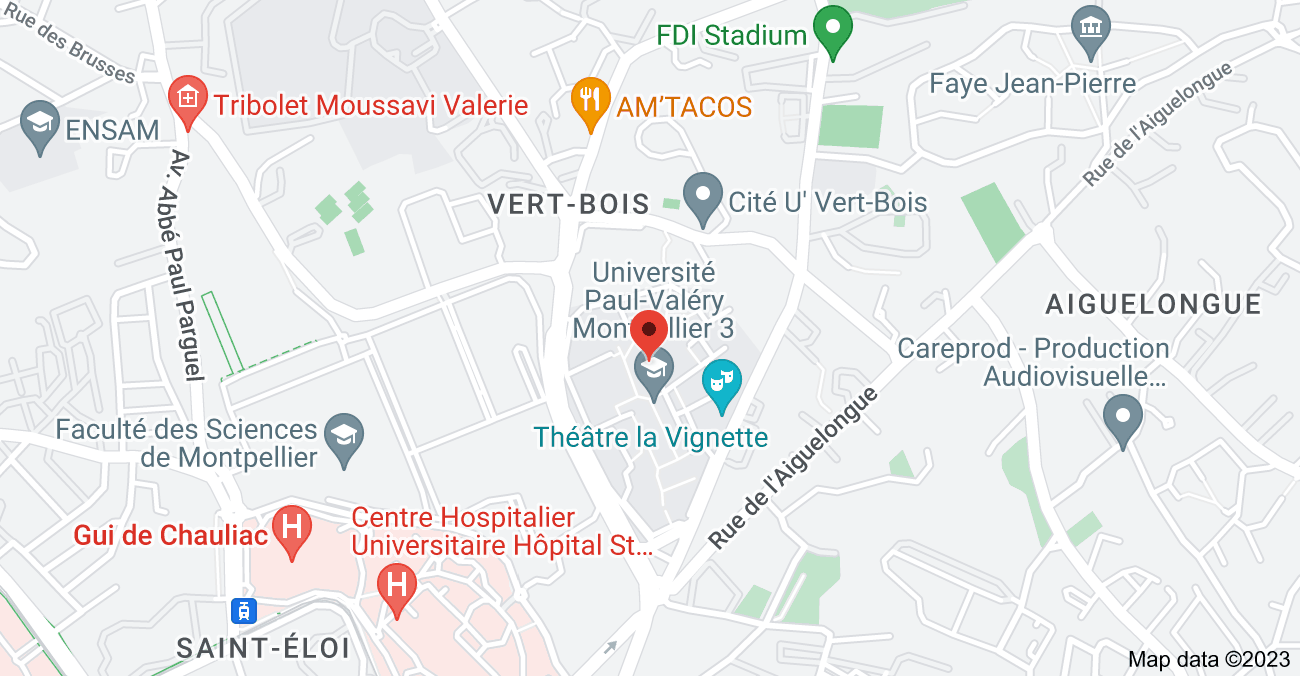 Rue des Brusses
FDI Stadium
Faye Jean-Pierre
Tribolet Moussavi Valerie
AM'TACOS
ENSAM
Rue de l'Aiguelongue
Av. Abbé Paul Parguel
VERT-BOIS
Cité U' Vert-Bois
Université
Paul-Valéry
Montpellier 3
AIGUELONGUE
Careprod - Production
Audiovisuelle...
Faculté des Sciences
de Montpellier
Théâtre la Vignette
Rue de l'Aiguelongue
Gui de Chauliac
H
Centre Hospitalier
Universitaire Hôpital St...
H
SAINT-ÉLOI
Map data ©2023